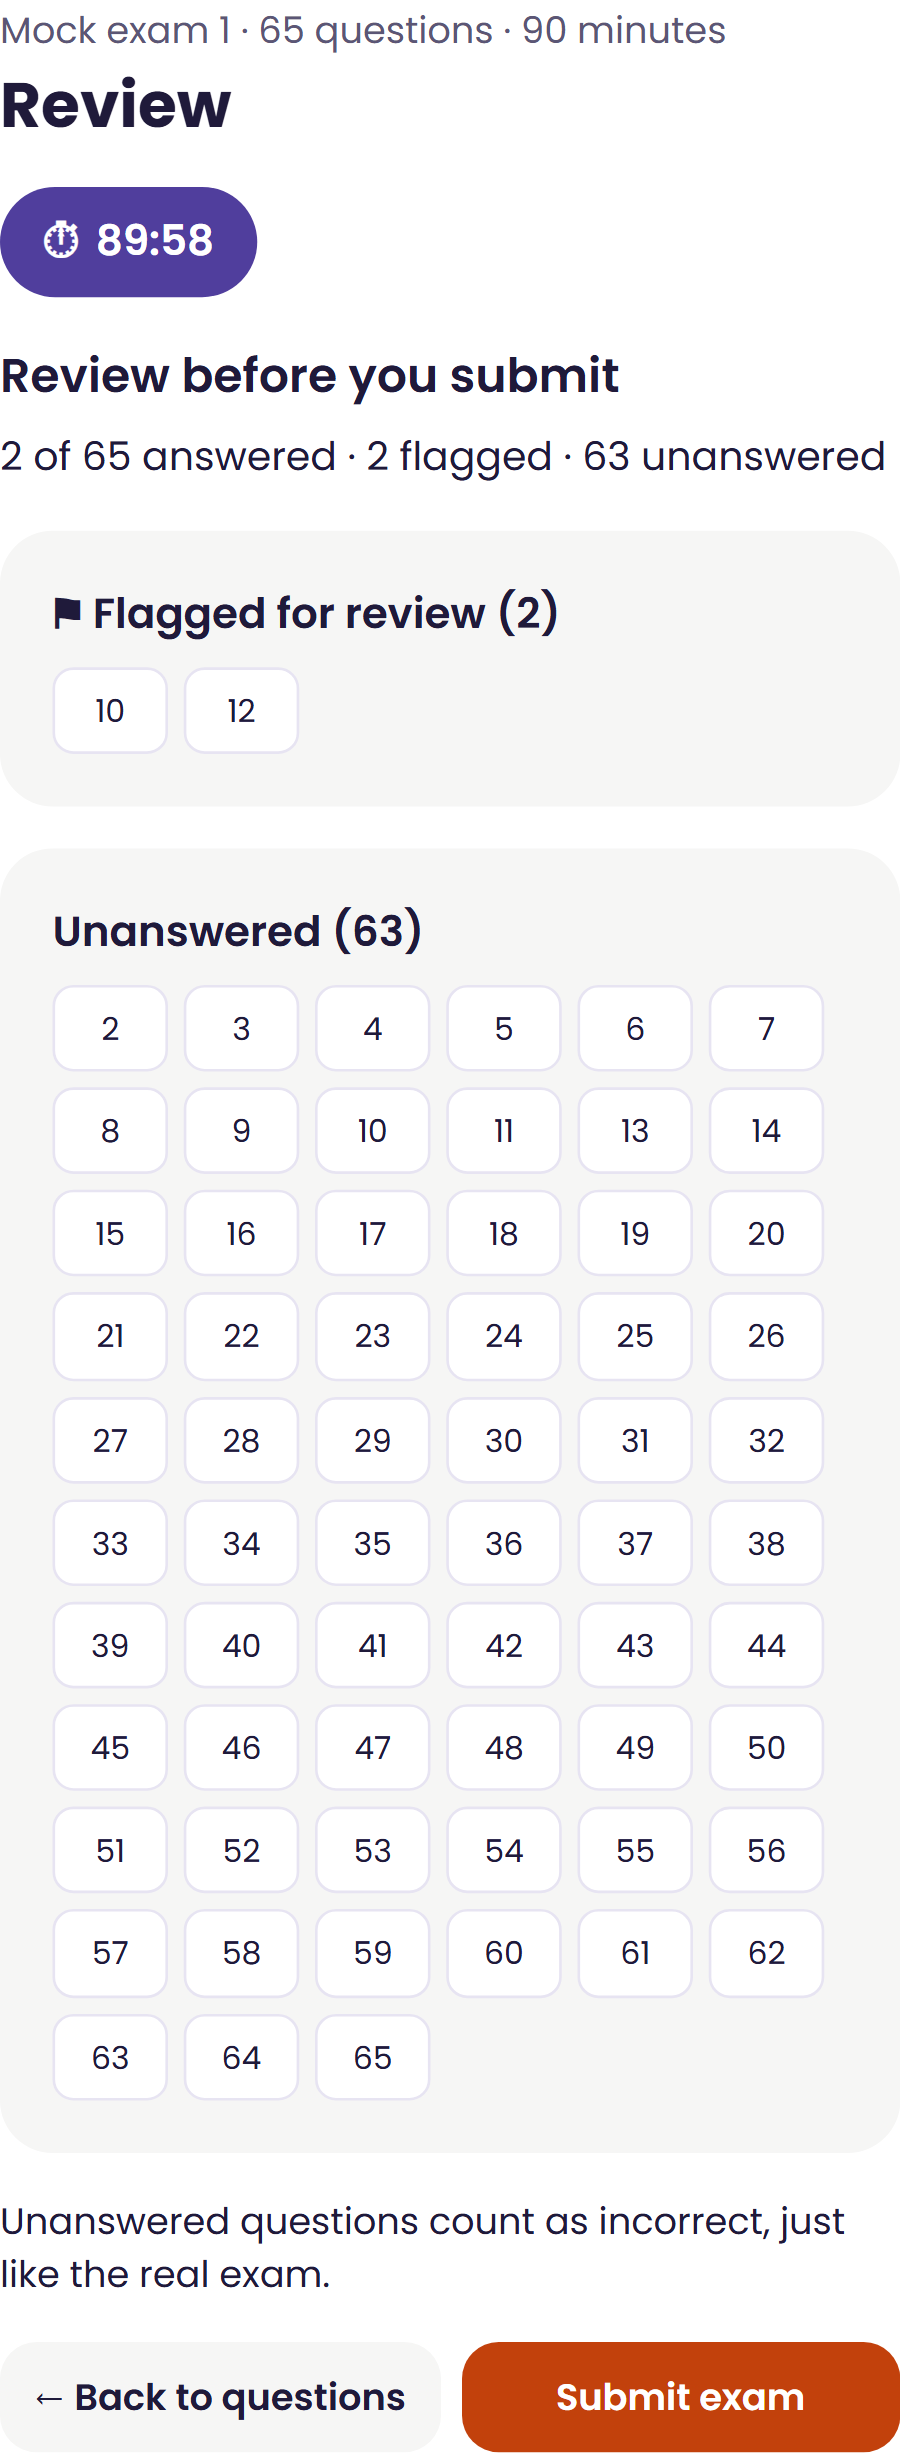 Mock exam 1 · 65 questions · 90 minutes
Review
⏱ 89:58
Review before you submit
2 of 65 answered · 2 flagged · 63 unanswered
⚑ Flagged for review (2)
10 12
Unanswered (63)
2 3 4 5 6 7
8 9 10 11 13 14
15 16 17 18 19 20
21 22 23 24 25 26
27 28 29 30 31 32
33 34 35 36 37 38
39 40 41 42 43 44
45 46 47 48 49 50
51 52 53 54 55 56
57 58 59 60 61 62
63 64 65
Unanswered questions count as incorrect, just
like the real exam.
← Back to questions Submit exam